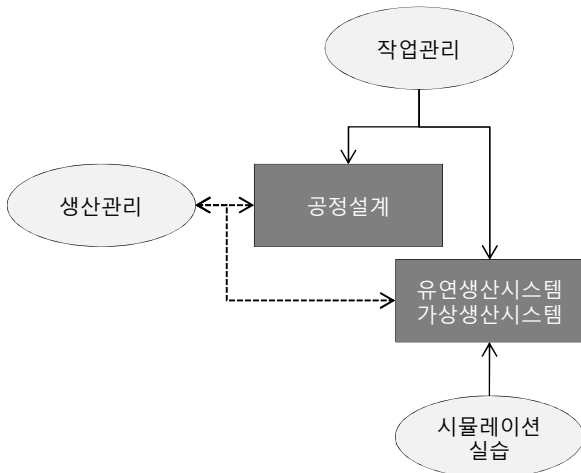 작업관리
생산관리
공정설계
유연생산시스템
가상생산시스템
시뮬레이션
실습